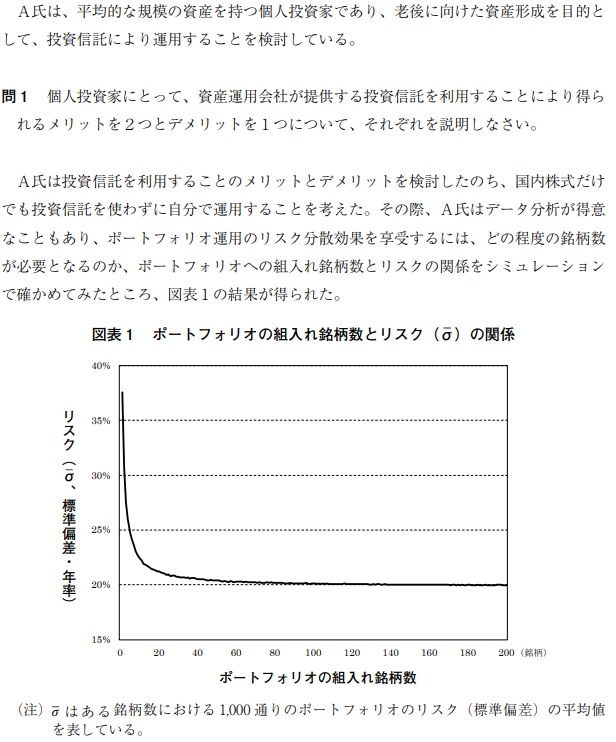 A氏は、平均的な規模の資産を持つ個人投資家であり、老後に向けた資産形成を目的と
して、投資信託により運用することを検討している。
問1 個人投資家にとって、資産運用会社が提供する投資信託を利用することにより得ら
れるメリットを2つとデメリットを1つについて、それぞれを説明しなさい。
A氏は投資信託を利用することのメリットとデメリットを検討したのち、国内株式だけ
でも投資信託を使わずに自分で運用することを考えた。その際、A氏はデータ分析が得意
なこともあり、ポートフォリオ運用のリスク分散効果を享受するには、どの程度の銘柄数
が必要となるのか、ポートフォリオへの組入れ銘柄数とリスクの関係をシミュレーション
で確かめてみたところ、図表1の結果が得られた。
図表1 ポートフォリオの組入れ銘柄数とリスク(σ̄)の関係
リスク(σ̄、標準偏差・年率)
40%
35%
30%
25%
20%
15%
0 20 40 60 80 100 120 140 160 180 200 (銘柄)
ポートフォリオの組入れ銘柄数
(注)σ̄はある銘柄数における1,000通りのポートフォリオのリスク(標準偏差)の平均値
を表している。